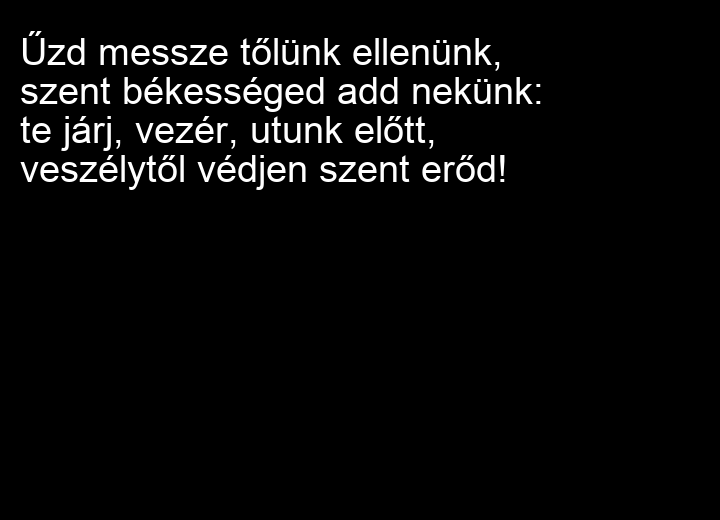 Űzd messze tőlünk ellenünk,
szent békességed add nekünk:
te járj, vezér, utunk előtt,
veszélytől védjen szent erőd!